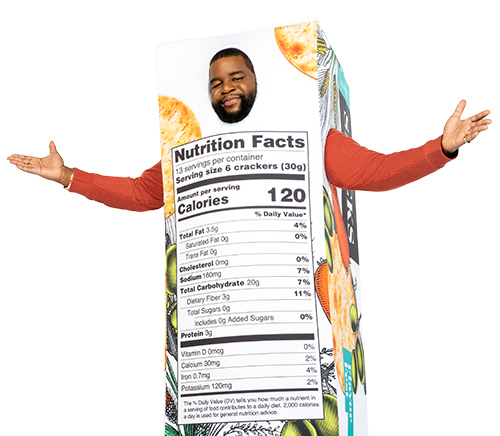 Nutrition Facts
13 servings per container
Serving size 6 crackers (30g)
Amount per serving
Calories 120
% Daily Value*
Total Fat 3.5g 4%
Saturated Fat 0g 0%
Trans Fat 0g
Cholesterol 0mg 0%
Sodium 160mg 7%
Total Carbohydrate 20g 7%
Dietary Fiber 3g 11%
Total Sugars 0g
Includes 0g Added Sugars 0%
Protein 3g
Vitamin D 0mcg 0%
Calcium 30mg 2%
Iron 0.7mg 4%
Potassium 120mg 2%
*The % Daily Value (DV) tells you how much a nutrient in
a serving of food contributes to a daily diet. 2,000 calories
a day is used for general nutrition advice.